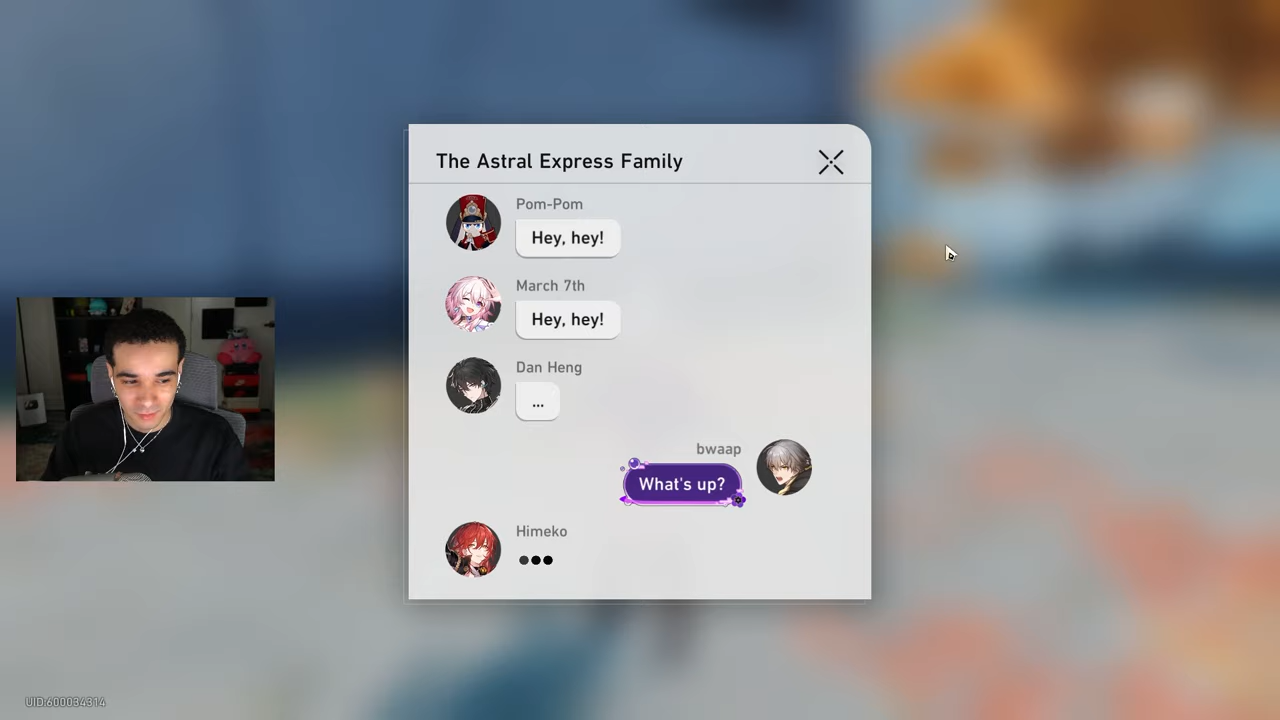 The Astral Express Family
Pom-Pom
Hey, hey!
March 7th
Hey, hey!
Dan Heng
...
bwaap
What's up?
Himeko
UID:600034314